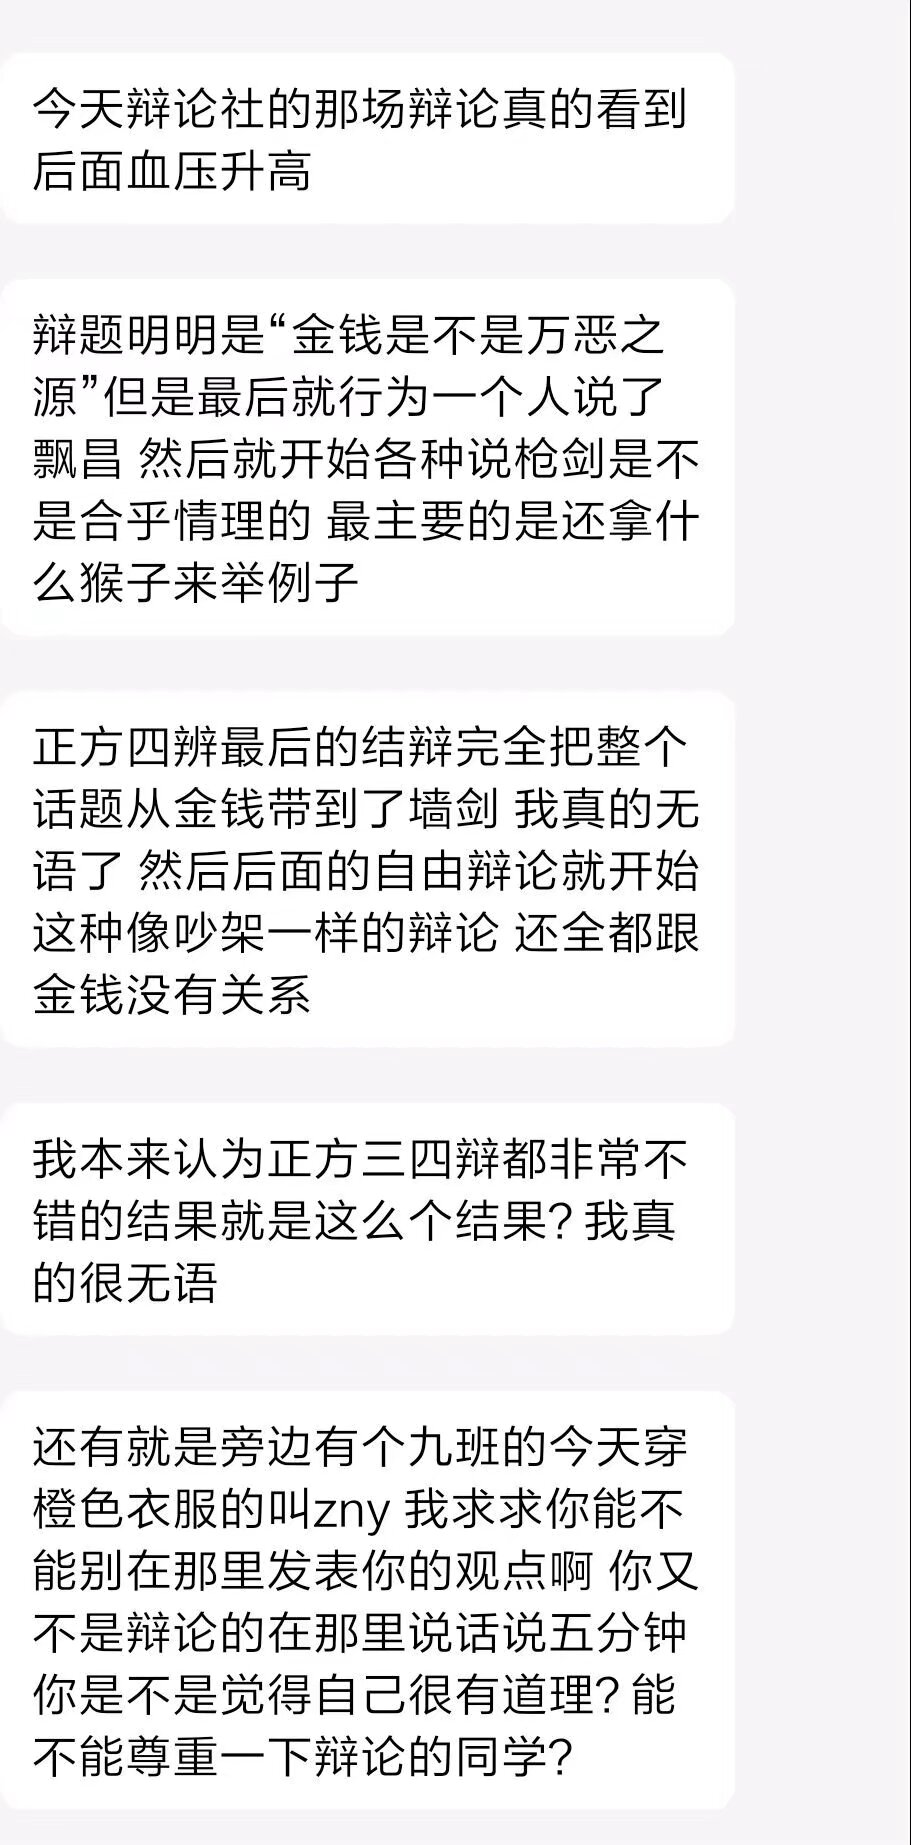 今天辩论社的那场辩论真的看到
后面血压升高
辩题明明是“金钱是不是万恶之
源”但是最后就行为一个人说了
飘昌 然后就开始各种说枪剑是不
是合乎情理的 最主要的是还拿什
么猴子来举例子
正方四辨最后的结辩完全把整个
话题从金钱带到了墙剑 我真的无
语了 然后后面的自由辩论就开始
这种像吵架一样的辩论 还全都跟
金钱没有关系
我本来认为正方三四辩都非常不
错的结果就是这么个结果? 我真
的很无语
还有就是旁边有个九班的今天穿
橙色衣服的叫zny 我求求你能不
能别在那里发表你的观点啊 你又
不是辩论的在那里说话说五分钟
你是不是觉得自己很有道理? 能
不能尊重一下辩论的同学?